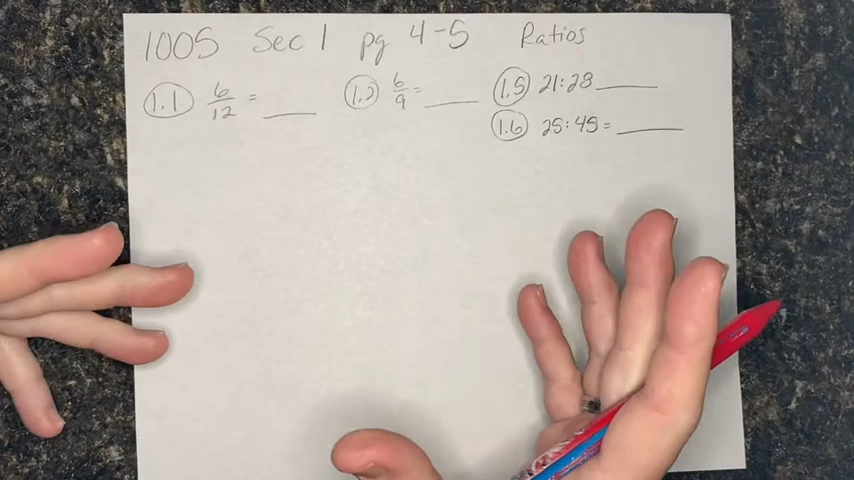 1005 Sec 1 pg 4-5 Ratios
1.1 6/12 = ____ 1.2 6/9 = ____ 1.5 21:28 ____
1.6 25:45 = ____